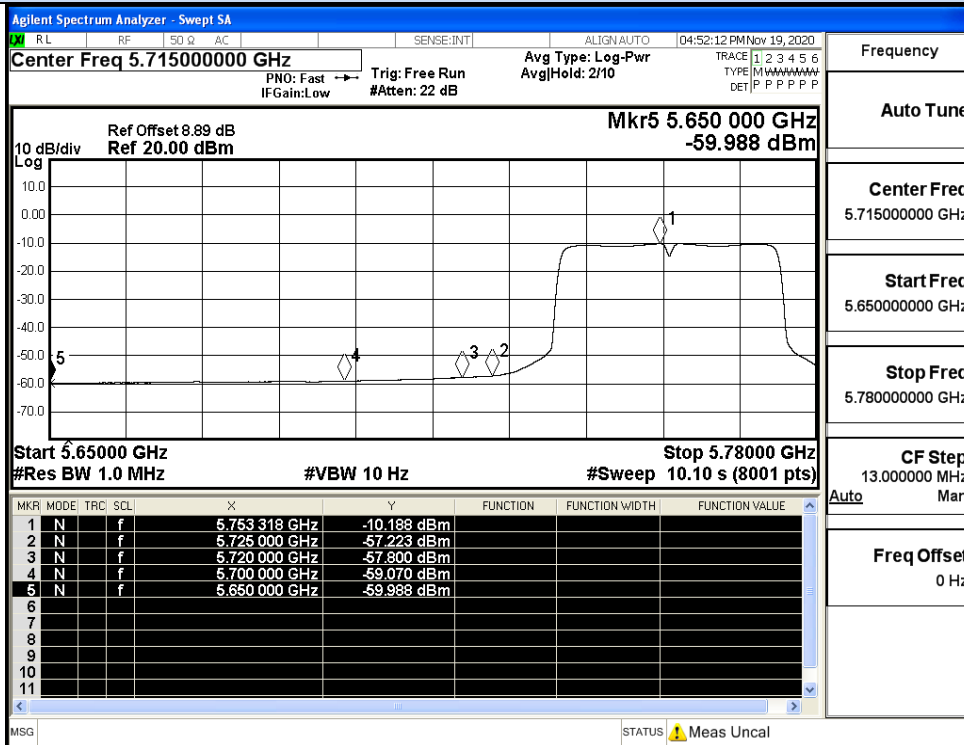 Agilent Spectrum Analyzer - Swept SA
LXI RL RF 50 Ω AC SENSE:INT ALIGN AUTO 04:52:12 PM Nov 19, 2020
Center Freq 5.715000000 GHz
PNO: Fast
IFGain:Low
Trig: Free Run
#Atten: 22 dB
Avg Type: Log-Pwr
Avg|Hold: 2/10
TRACE 1 2 3 4 5 6
TYPE M WWWWW
DET P P P P P P
Mkr5 5.650 000 GHz
-59.988 dBm
Ref Offset 8.89 dB
10 dB/div Ref 20.00 dBm
Log
10.0
0.00
-10.0
-20.0
-30.0
-40.0
-50.0
-60.0
-70.0
1
2
3
4
5
Start 5.65000 GHz Stop 5.78000 GHz
#Res BW 1.0 MHz #VBW 10 Hz #Sweep 10.10 s (8001 pts)
MKR MODE TRC SCL X Y FUNCTION FUNCTION WIDTH FUNCTION VALUE
1 N f 5.753 318 GHz -10.188 dBm
2 N f 5.725 000 GHz -57.223 dBm
3 N f 5.720 000 GHz -57.800 dBm
4 N f 5.700 000 GHz -59.070 dBm
5 N f 5.650 000 GHz -59.988 dBm
6
7
8
9
10
11
MSG STATUS Meas Uncal
Frequency
Auto Tune
Center Freq
5.715000000 GHz
Start Freq
5.650000000 GHz
Stop Freq
5.780000000 GHz
CF Step
13.000000 MHz
Auto Man
Freq Offset
0 Hz